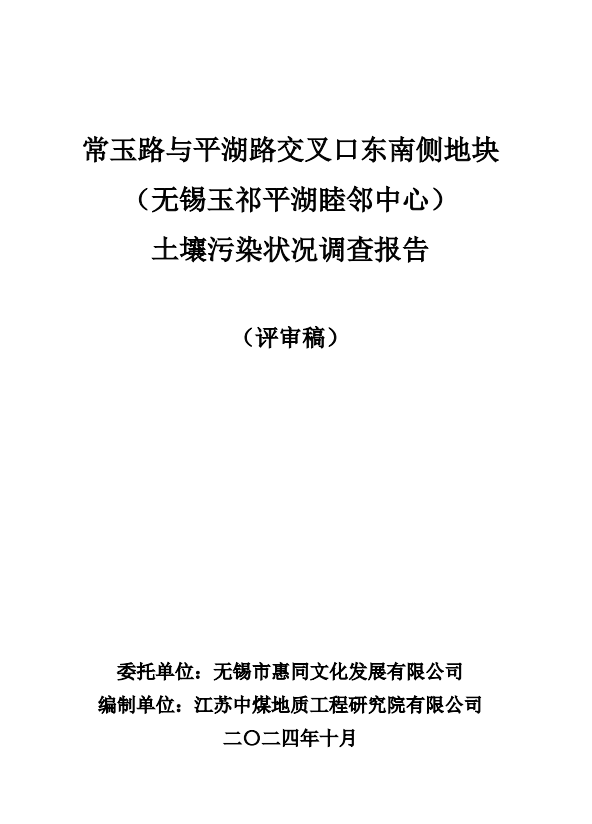 常玉路与平湖路交叉口东南侧地块
（无锡玉祁平湖睦邻中心）
土壤污染状况调查报告
（评审稿）
委托单位：无锡市惠同文化发展有限公司
编制单位：江苏中煤地质工程研究院有限公司
二〇二四年十月